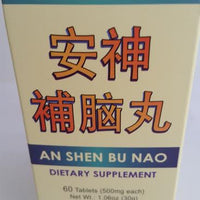 安神
補脑丸
AN SHEN BU NAO
DIETARY SUPPLEMENT
60 Tablets (500mg each)
Net Wt.: 1.06oz (30g)